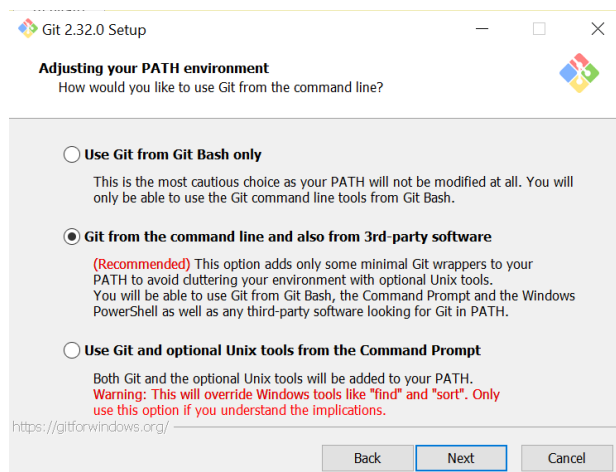 Git 2.32.0 Setup
Adjusting your PATH environment
How would you like to use Git from the command line?
Use Git from Git Bash only
This is the most cautious choice as your PATH will not be modified at all. You will
only be able to use the Git command line tools from Git Bash.
Git from the command line and also from 3rd-party software
(Recommended) This option adds only some minimal Git wrappers to your
PATH to avoid cluttering your environment with optional Unix tools.
You will be able to use Git from Git Bash, the Command Prompt and the Windows
PowerShell as well as any third-party software looking for Git in PATH.
Use Git and optional Unix tools from the Command Prompt
Both Git and the optional Unix tools will be added to your PATH.
Warning: This will override Windows tools like "find" and "sort". Only
use this option if you understand the implications.
https://gitforwindows.org/
Back Next Cancel